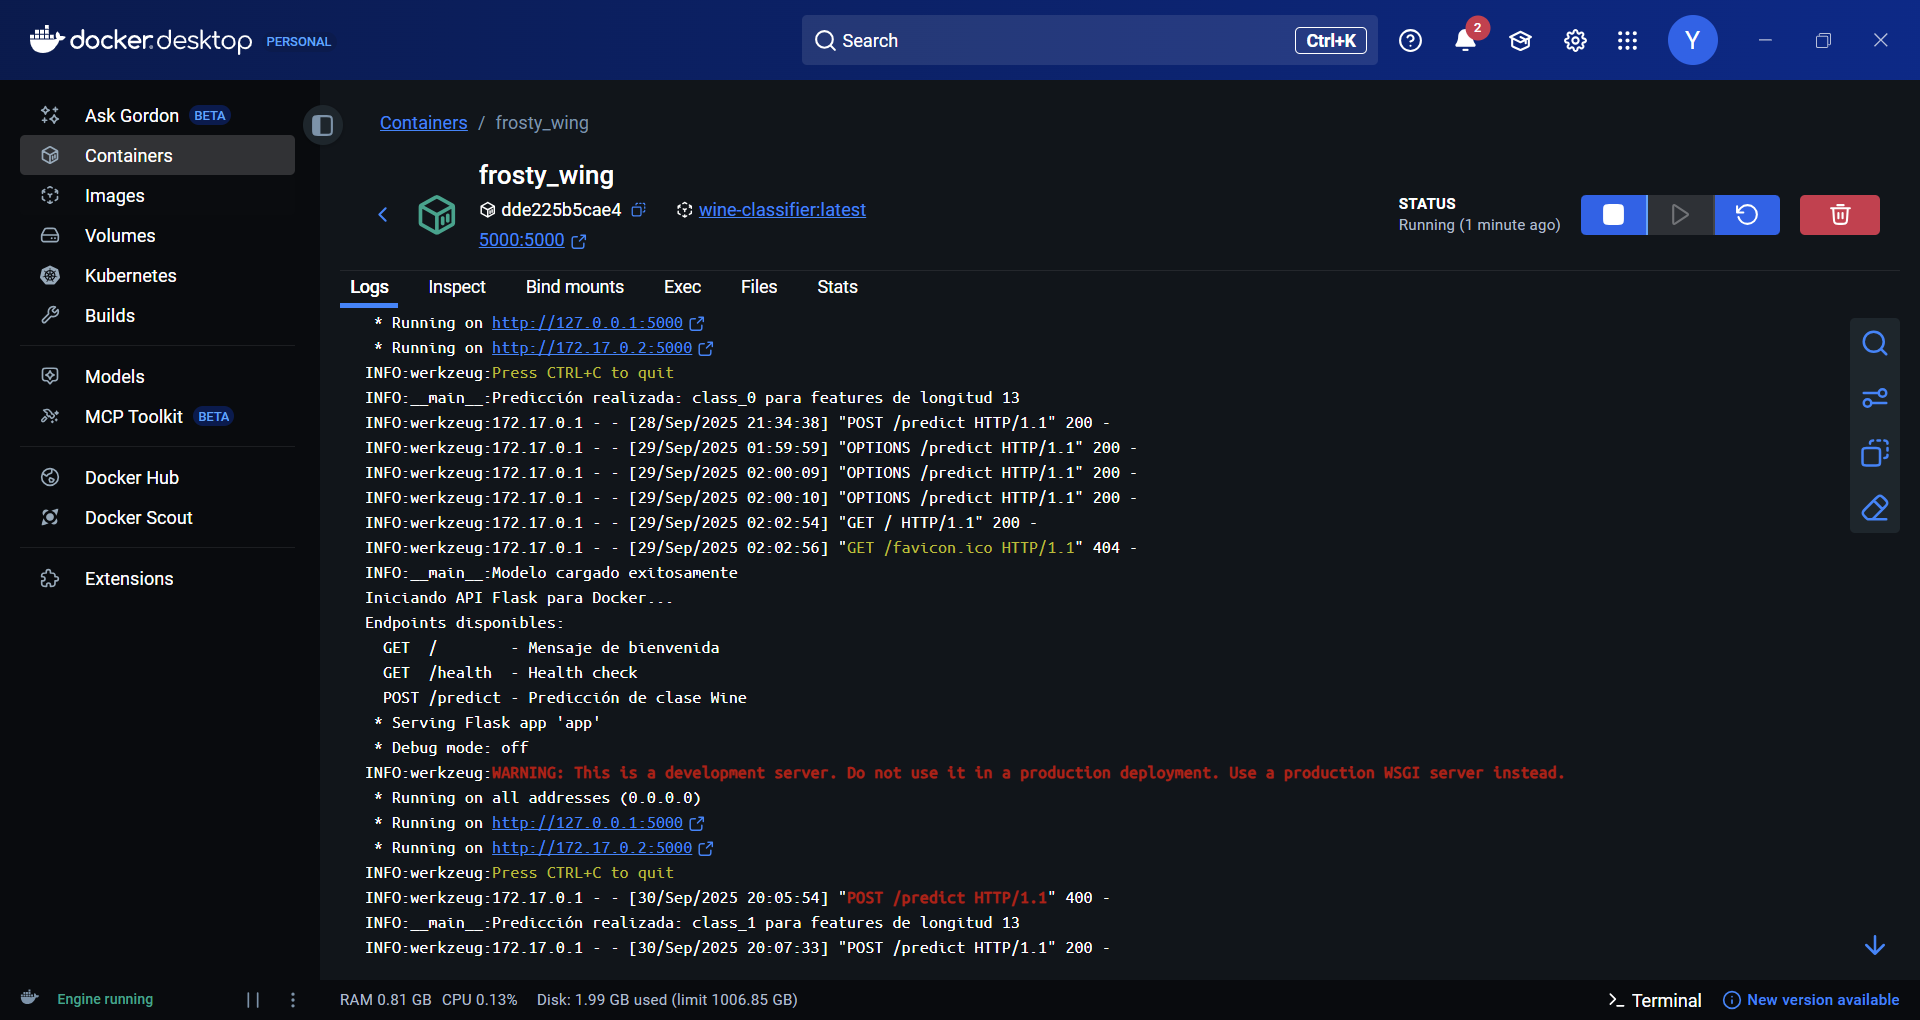 docker.desktop PERSONAL
Search Ctrl+K
2
Y
Ask Gordon BETA
Containers
Images
Volumes
Kubernetes
Builds
Models
MCP Toolkit BETA
Docker Hub
Docker Scout
Extensions
Containers / frosty_wing
frosty_wing
dde225b5cae4 wine-classifier:latest
5000:5000
STATUS
Running (1 minute ago)
Logs Inspect Bind mounts Exec Files Stats
* Running on http://127.0.0.1:5000
* Running on http://172.17.0.2:5000
INFO:werkzeug:Press CTRL+C to quit
INFO:__main__:Predicción realizada: class_0 para features de longitud 13
INFO:werkzeug:172.17.0.1 - - [28/Sep/2025 21:34:38] "POST /predict HTTP/1.1" 200 -
INFO:werkzeug:172.17.0.1 - - [29/Sep/2025 01:59:59] "OPTIONS /predict HTTP/1.1" 200 -
INFO:werkzeug:172.17.0.1 - - [29/Sep/2025 02:00:09] "OPTIONS /predict HTTP/1.1" 200 -
INFO:werkzeug:172.17.0.1 - - [29/Sep/2025 02:00:10] "OPTIONS /predict HTTP/1.1" 200 -
INFO:werkzeug:172.17.0.1 - - [29/Sep/2025 02:02:54] "GET / HTTP/1.1" 200 -
INFO:werkzeug:172.17.0.1 - - [29/Sep/2025 02:02:56] "GET /favicon.ico HTTP/1.1" 404 -
INFO:__main__:Modelo cargado exitosamente
Iniciando API Flask para Docker...
Endpoints disponibles:
GET / - Mensaje de bienvenida
GET /health - Health check
POST /predict - Predicción de clase Wine
* Serving Flask app 'app'
* Debug mode: off
INFO:werkzeug:WARNING: This is a development server. Do not use it in a production deployment. Use a production WSGI server instead.
* Running on all addresses (0.0.0.0)
* Running on http://127.0.0.1:5000
* Running on http://172.17.0.2:5000
INFO:werkzeug:Press CTRL+C to quit
INFO:werkzeug:172.17.0.1 - - [30/Sep/2025 20:05:54] "POST /predict HTTP/1.1" 400 -
INFO:__main__:Predicción realizada: class_1 para features de longitud 13
INFO:werkzeug:172.17.0.1 - - [30/Sep/2025 20:07:33] "POST /predict HTTP/1.1" 200 -
Engine running
RAM 0.81 GB CPU 0.13% Disk: 1.99 GB used (limit 1006.85 GB)
>_ Terminal
New version available